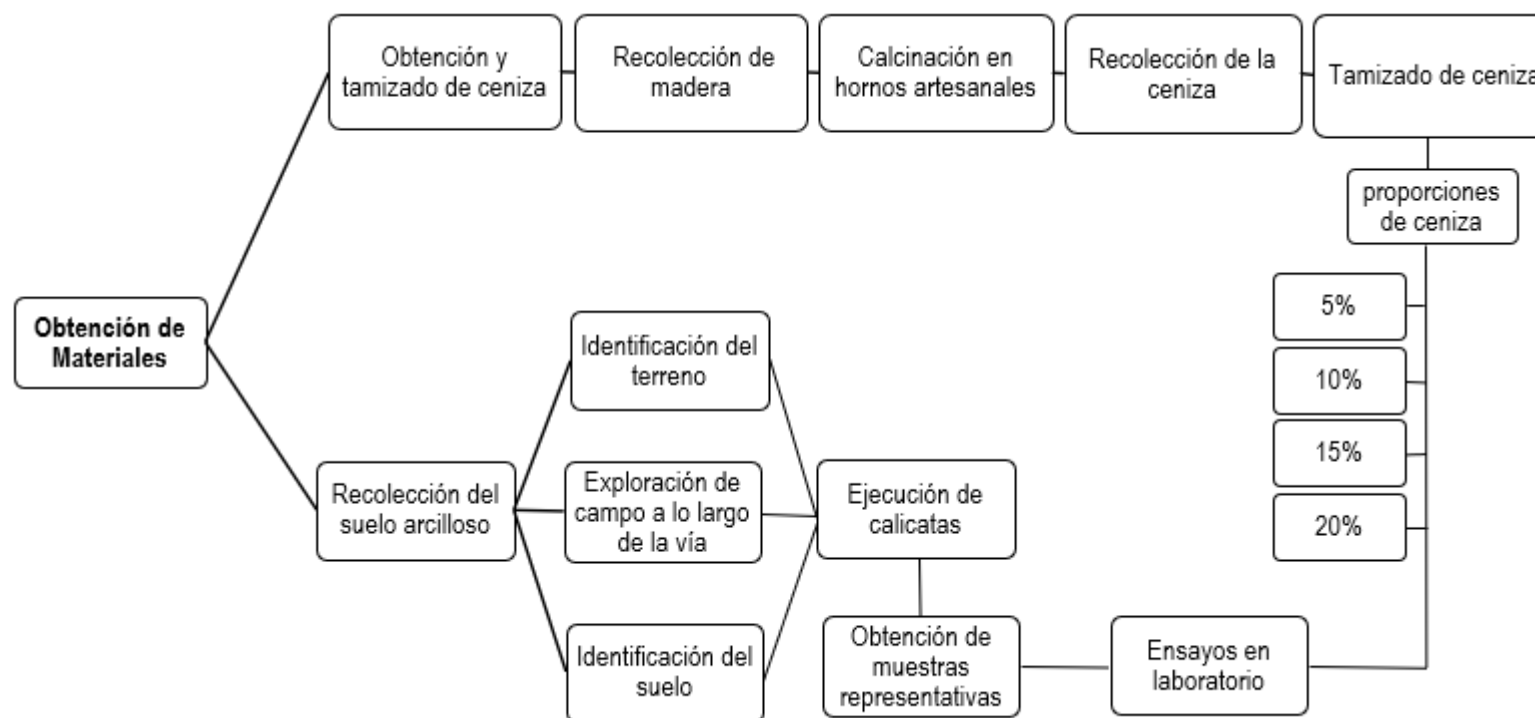 Obtención y
tamizado de ceniza
Recolección de
madera
Calcinación en
hornos artesanales
Recolección de la
ceniza
Tamizado de ceniza
proporciones
de ceniza
5%
10%
15%
20%
Obtención de
Materiales
Identificación del
terreno
Recolección del
suelo arcilloso
Exploración de
campo a lo largo
de la vía
Ejecución de
calicatas
Identificación del
suelo
Obtención de
muestras
representativas
Ensayos en
laboratorio